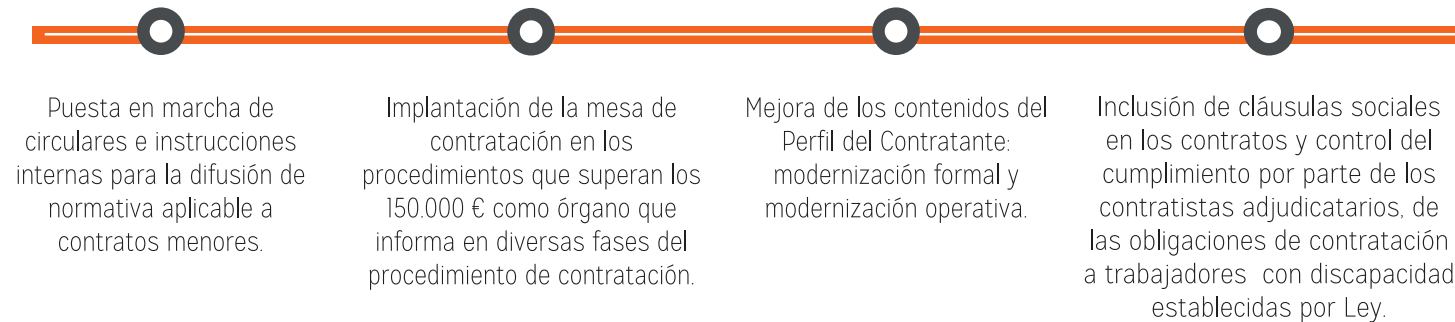 Puesta en marcha de
circulares e instrucciones
internas para la difusión de
normativa aplicable a
contratos menores.
Implantación de la mesa de
contratación en los
procedimientos que superan los
150.000 € como órgano que
informa en diversas fases del
procedimiento de contratación.
Mejora de los contenidos del
Perfil del Contratante:
modernización formal y
modernización operativa.
Inclusión de cláusulas sociales
en los contratos y control del
cumplimiento por parte de los
contratistas adjudicatarios, de
las obligaciones de contratación
a trabajadores  con discapacidad
establecidas por Ley.